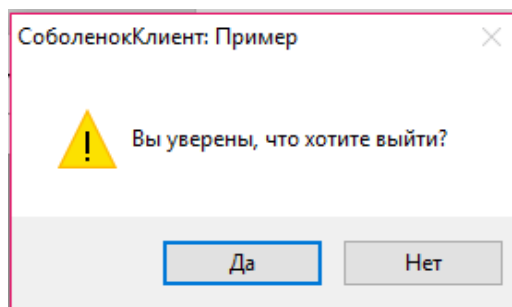 СоболенокКлиент: Пример
Вы уверены, что хотите выйти?
Да
Нет